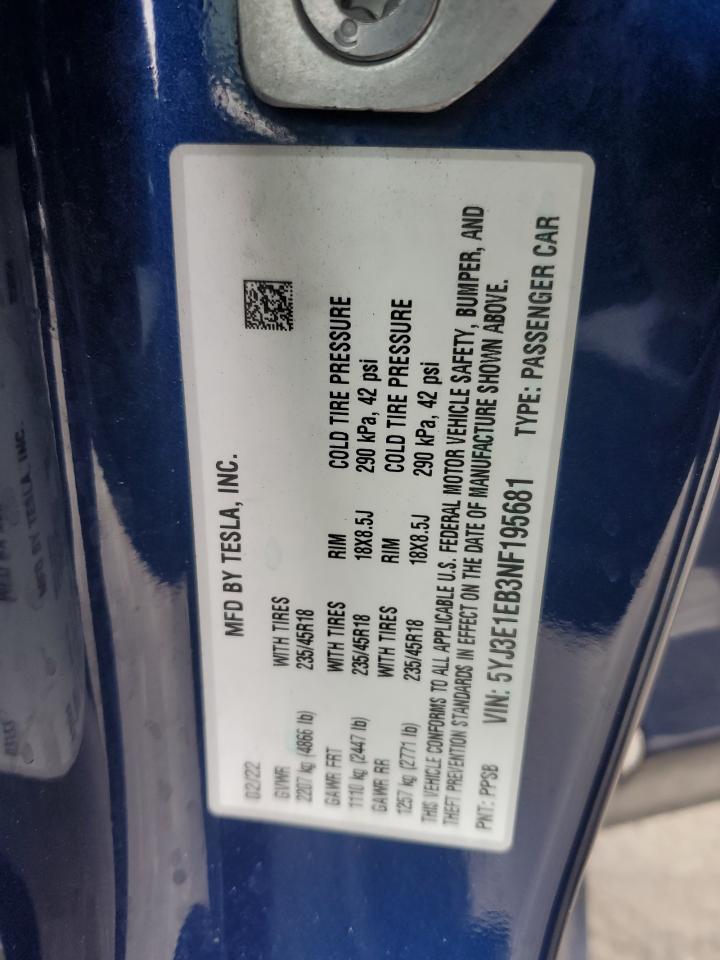 MFD BY TESLA, INC.
02/22
GVWR WITH TIRES
2207 kg (4866 lb) 235/45R18
GAWR FRT WITH TIRES RIM COLD TIRE PRESSURE
1110 kg (2447 lb) 235/45R18 18X8.5J 290 kPa, 42 psi
GAWR RR WITH TIRES RIM COLD TIRE PRESSURE
1257 kg (2771 lb) 235/45R18 18X8.5J 290 kPa, 42 psi
THIS VEHICLE CONFORMS TO ALL APPLICABLE U.S. FEDERAL MOTOR VEHICLE SAFETY, BUMPER, AND
THEFT PREVENTION STANDARDS IN EFFECT ON THE DATE OF MANUFACTURE SHOWN ABOVE.
PNT: PPSB VIN: 5YJ3E1EB3NF195681 TYPE: PASSENGER CAR
MFD BY TESLA, INC.